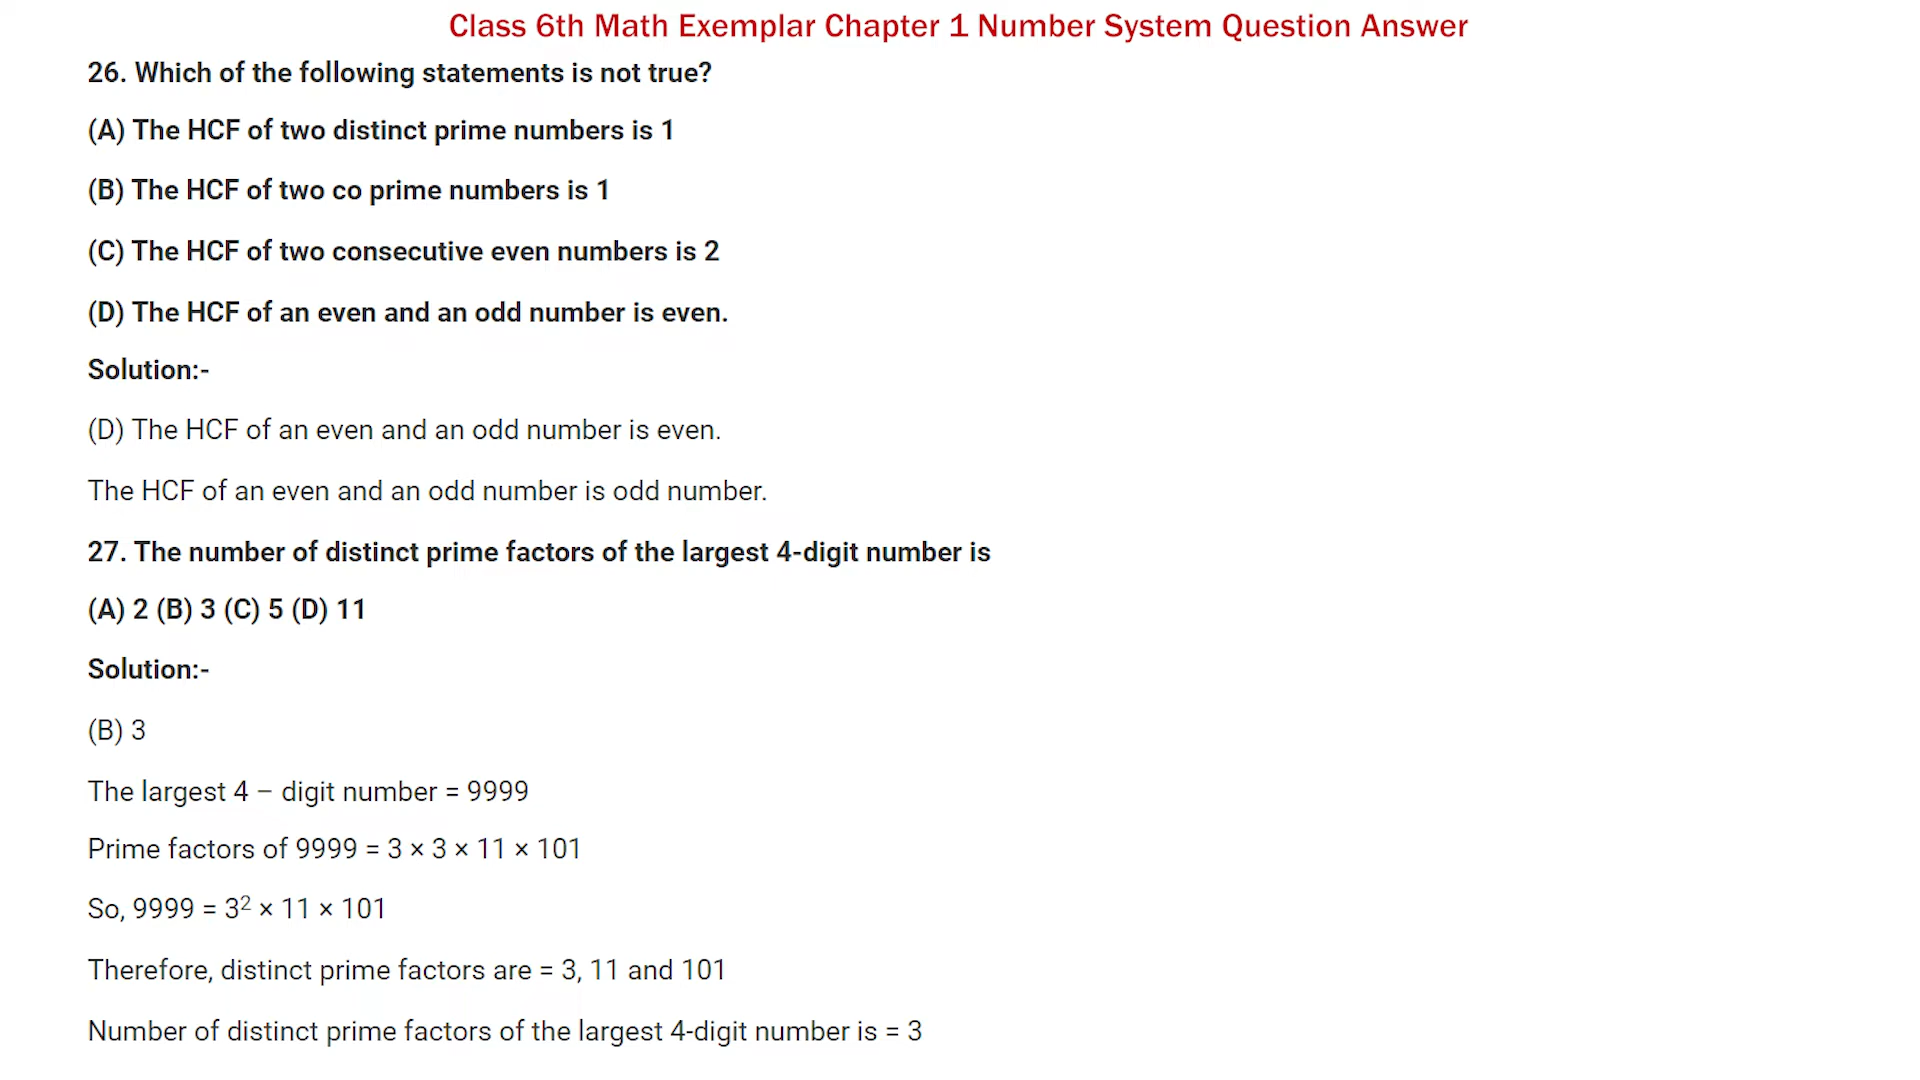 Class 6th Math Exemplar Chapter 1 Number System Question Answer
26. Which of the following statements is not true?
(A) The HCF of two distinct prime numbers is 1
(B) The HCF of two co prime numbers is 1
(C) The HCF of two consecutive even numbers is 2
(D) The HCF of an even and an odd number is even.
Solution:-
(D) The HCF of an even and an odd number is even.
The HCF of an even and an odd number is odd number.
27. The number of distinct prime factors of the largest 4-digit number is
(A) 2 (B) 3 (C) 5 (D) 11
Solution:-
(B) 3
The largest 4 – digit number = 9999
Prime factors of 9999 = 3 × 3 × 11 × 101
So, 9999 = 3² × 11 × 101
Therefore, distinct prime factors are = 3, 11 and 101
Number of distinct prime factors of the largest 4-digit number is = 3